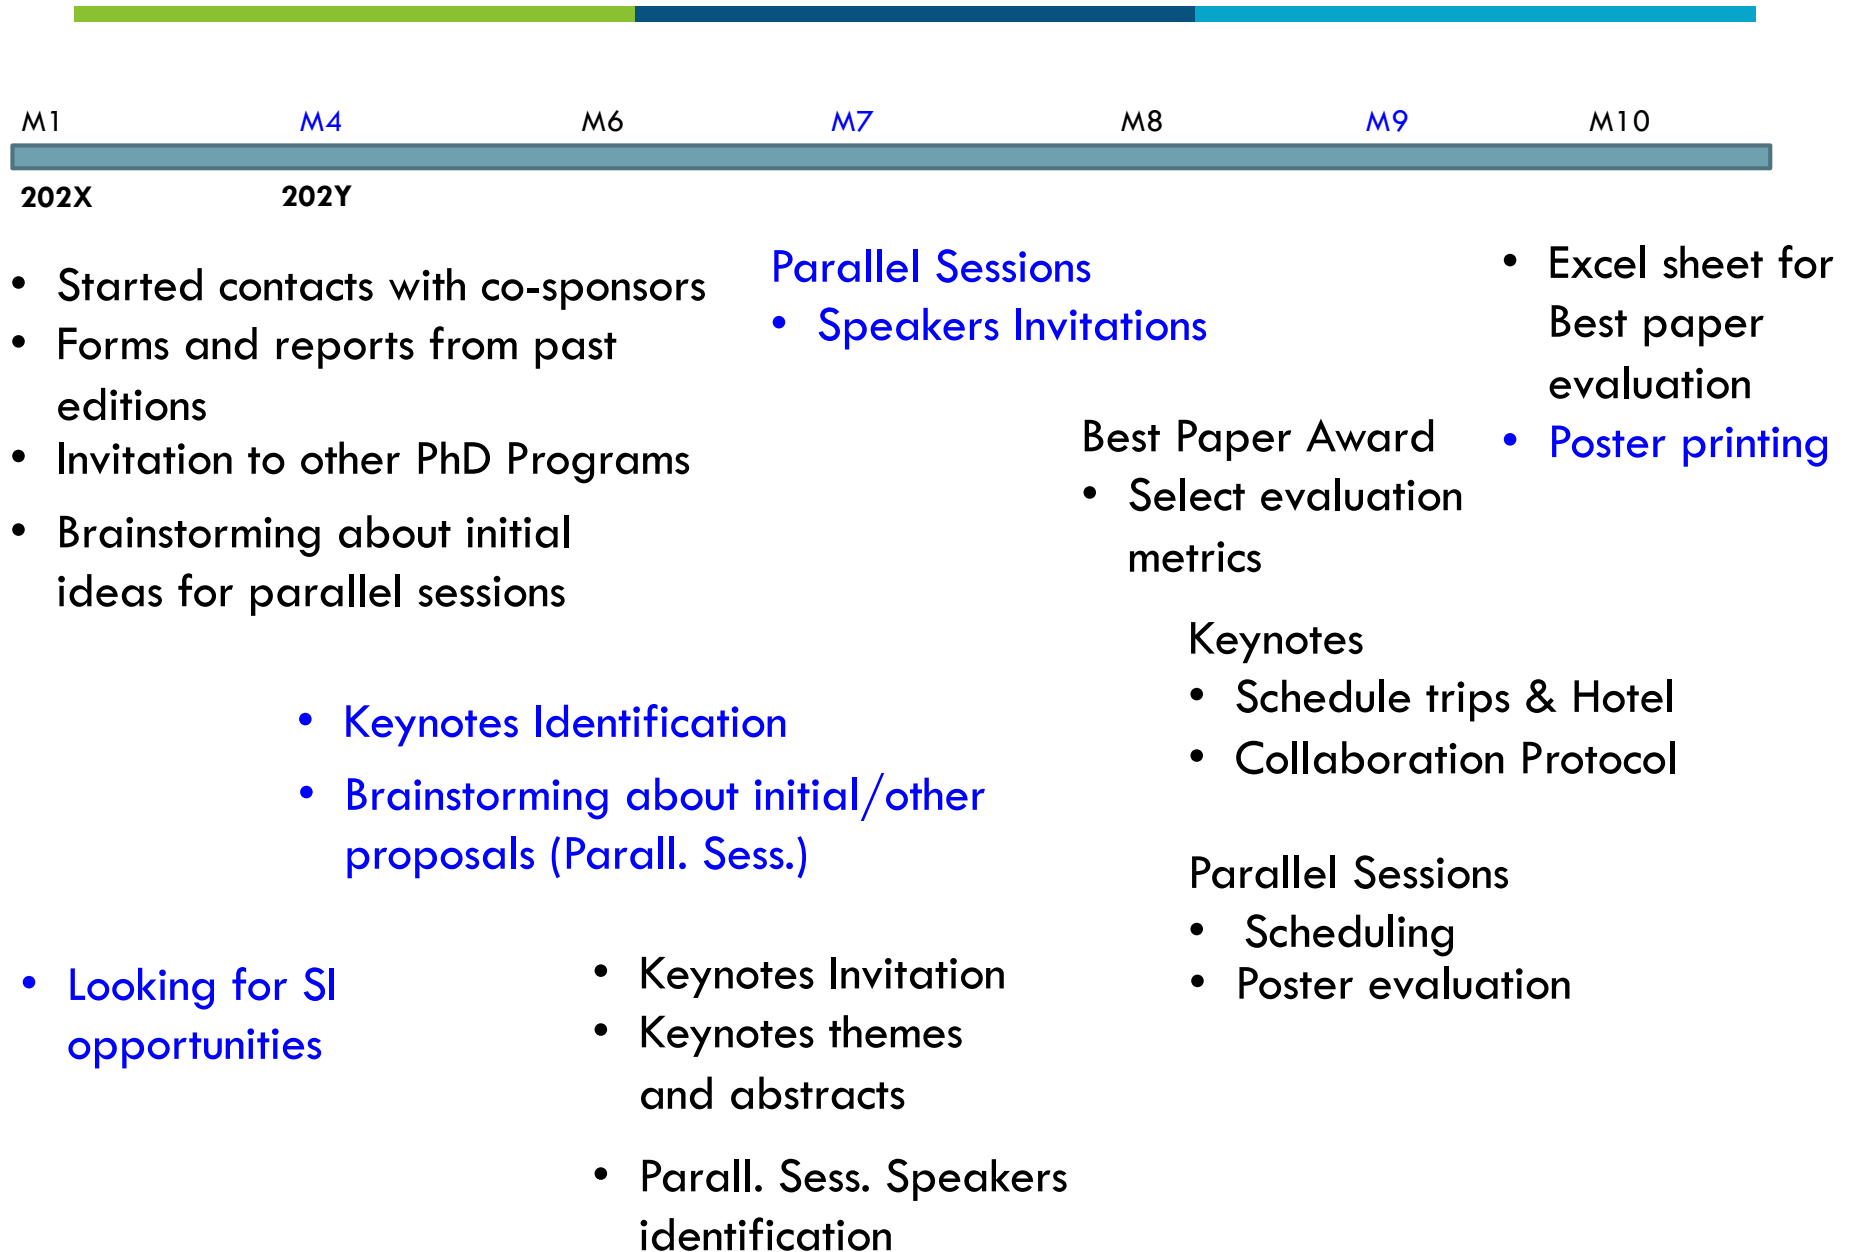 M1 M4 M6 M7 M8 M9 M10
202X 202Y
• Started contacts with co-sponsors
• Forms and reports from past
editions
• Invitation to other PhD Programs
• Brainstorming about initial
ideas for parallel sessions
• Keynotes Identification
• Brainstorming about initial/other
proposals (Parall. Sess.)
• Looking for SI
opportunities
• Keynotes Invitation
• Keynotes themes
and abstracts
• Parall. Sess. Speakers
identification
Parallel Sessions
• Speakers Invitations
Best Paper Award
• Select evaluation
metrics
Keynotes
• Schedule trips & Hotel
• Collaboration Protocol
Parallel Sessions
• Scheduling
• Poster evaluation
• Excel sheet for
Best paper
evaluation
• Poster printing